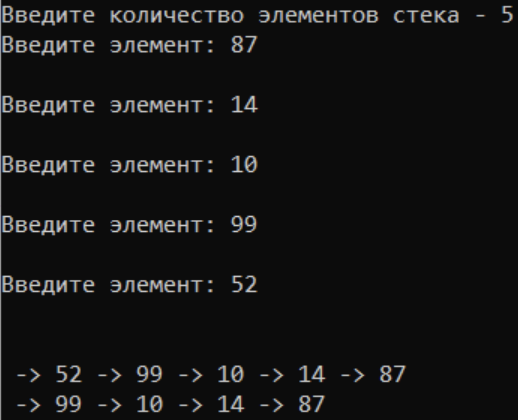 Введите количество элементов стека - 5
Введите элемент: 87
Введите элемент: 14
Введите элемент: 10
Введите элемент: 99
Введите элемент: 52
-> 52 -> 99 -> 10 -> 14 -> 87
-> 99 -> 10 -> 14 -> 87